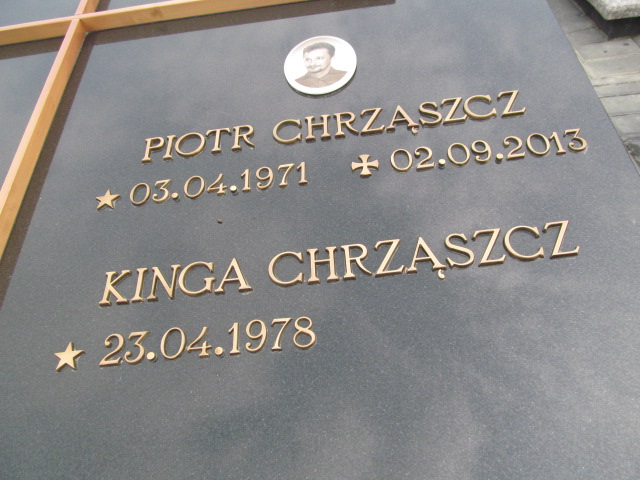 PIOTR CHRZĄSZCZ
★ 03.04.1971 ✠ 02.09.2013
KINGA CHRZĄSZCZ
★ 23.04.1978